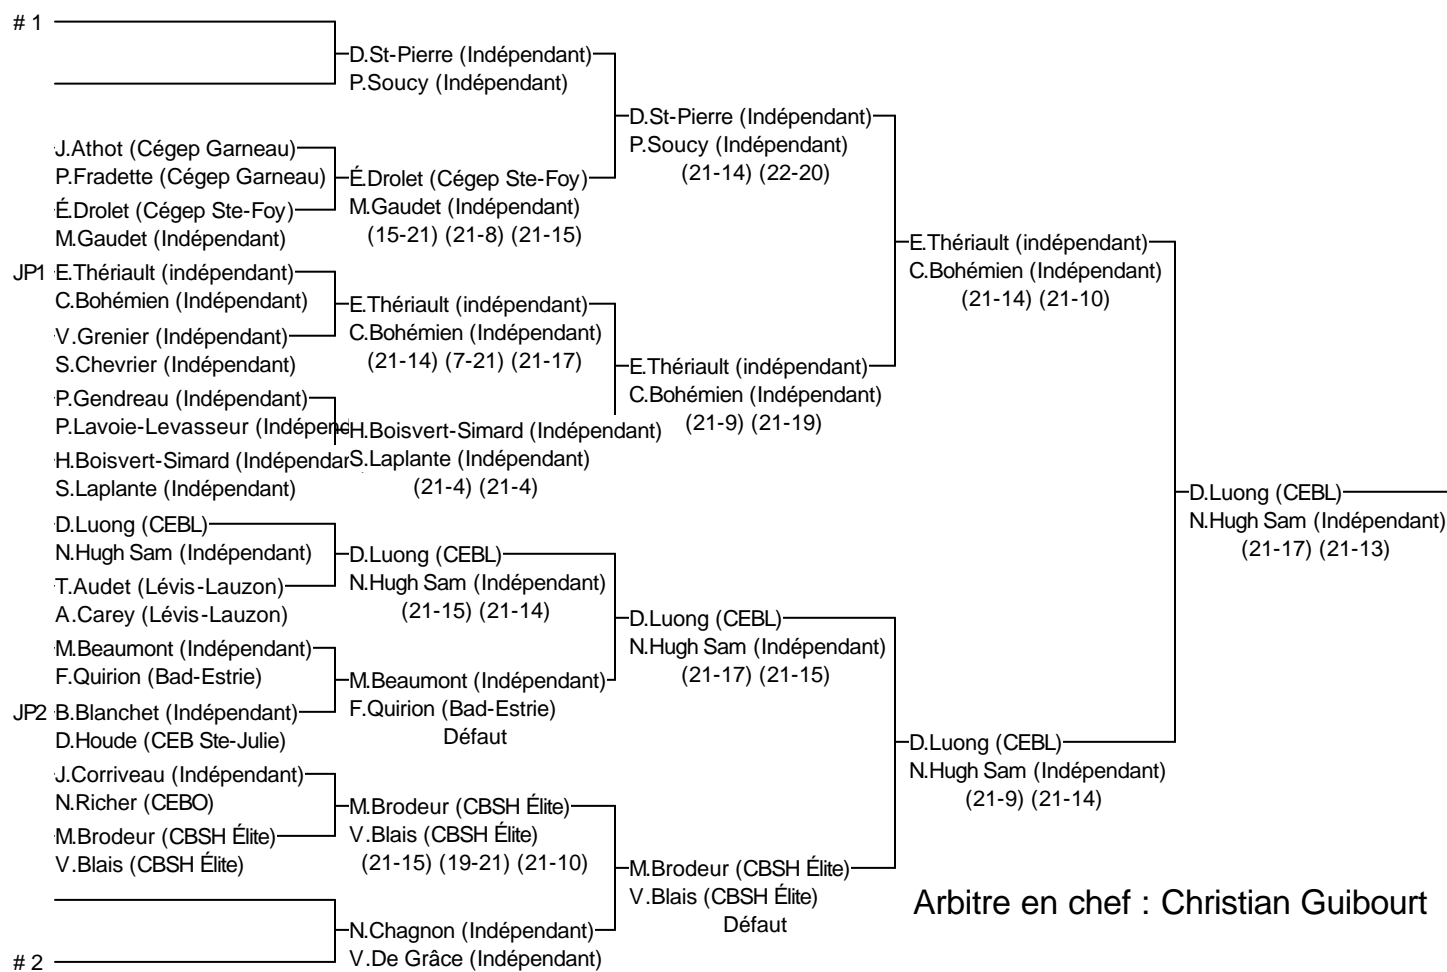 # 1
D.St-Pierre (Indépendant)
P.Soucy (Indépendant)
D.St-Pierre (Indépendant)
P.Soucy (Indépendant)
(21-14) (22-20)
J.Athot (Cégep Garneau)
P.Fradette (Cégep Garneau)
É.Drolet (Cégep Ste-Foy)
M.Gaudet (Indépendant)
(15-21) (21-8) (21-15)
É.Drolet (Cégep Ste-Foy)
M.Gaudet (Indépendant)
E.Thériault (indépendant)
C.Bohémien (Indépendant)
(21-14) (21-10)
JP1 E.Thériault (indépendant)
C.Bohémien (Indépendant)
E.Thériault (indépendant)
C.Bohémien (Indépendant)
(21-14) (7-21) (21-17)
V.Grenier (Indépendant)
S.Chevrier (Indépendant)
E.Thériault (indépendant)
C.Bohémien (Indépendant)
(21-9) (21-19)
P.Gendreau (Indépendant)
P.Lavoie-Levasseur (Indépend
H.Boisvert-Simard (Indépendant)
S.Laplante (Indépendant)
(21-4) (21-4)
H.Boisvert-Simard (Indépendan
S.Laplante (Indépendant)
D.Luong (CEBL)
N.Hugh Sam (Indépendant)
(21-17) (21-13)
D.Luong (CEBL)
N.Hugh Sam (Indépendant)
D.Luong (CEBL)
N.Hugh Sam (Indépendant)
(21-15) (21-14)
T.Audet (Lévis-Lauzon)
A.Carey (Lévis-Lauzon)
D.Luong (CEBL)
N.Hugh Sam (Indépendant)
(21-17) (21-15)
M.Beaumont (Indépendant)
F.Quirion (Bad-Estrie)
M.Beaumont (Indépendant)
F.Quirion (Bad-Estrie)
Défaut
JP2 B.Blanchet (Indépendant)
D.Houde (CEB Ste-Julie)
D.Luong (CEBL)
N.Hugh Sam (Indépendant)
(21-9) (21-14)
J.Corriveau (Indépendant)
N.Richer (CEBO)
M.Brodeur (CBSH Élite)
V.Blais (CBSH Élite)
(21-15) (19-21) (21-10)
M.Brodeur (CBSH Élite)
V.Blais (CBSH Élite)
M.Brodeur (CBSH Élite)
V.Blais (CBSH Élite)
Défaut
Arbitre en chef : Christian Guibourt
N.Chagnon (Indépendant)
V.De Grâce (Indépendant)
# 2